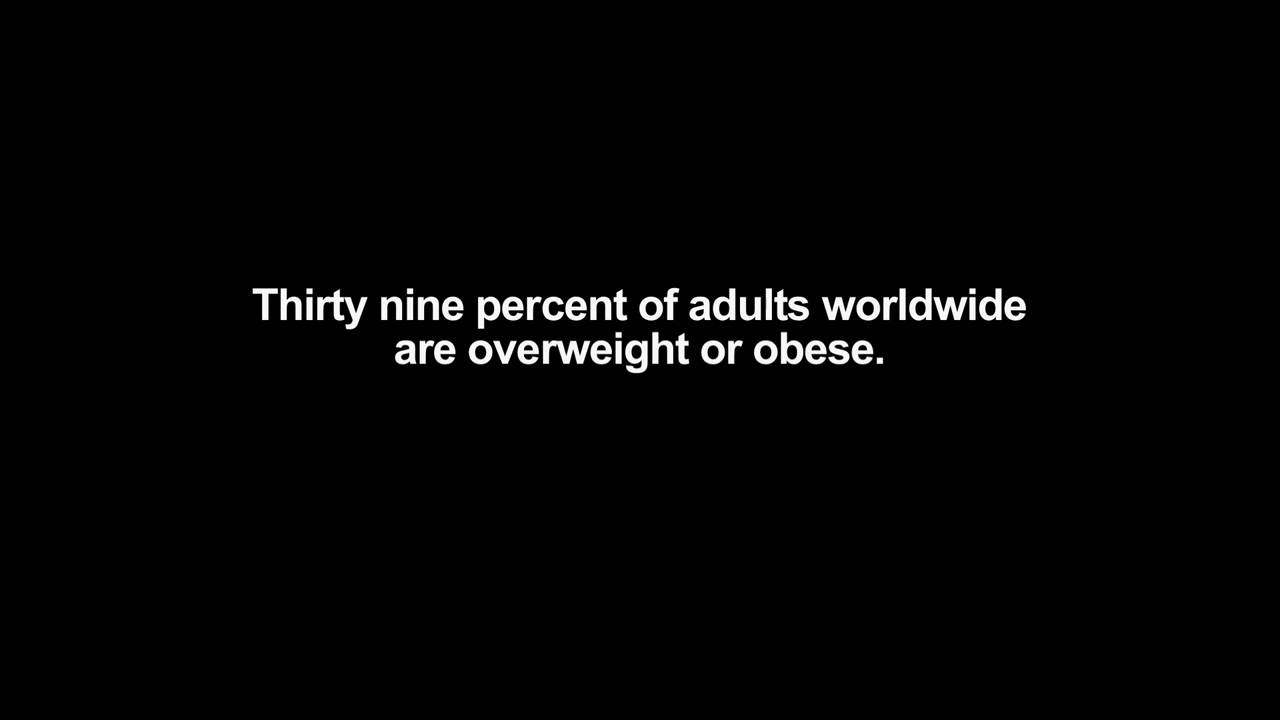 Thirty nine percent of adults worldwide
are overweight or obese.